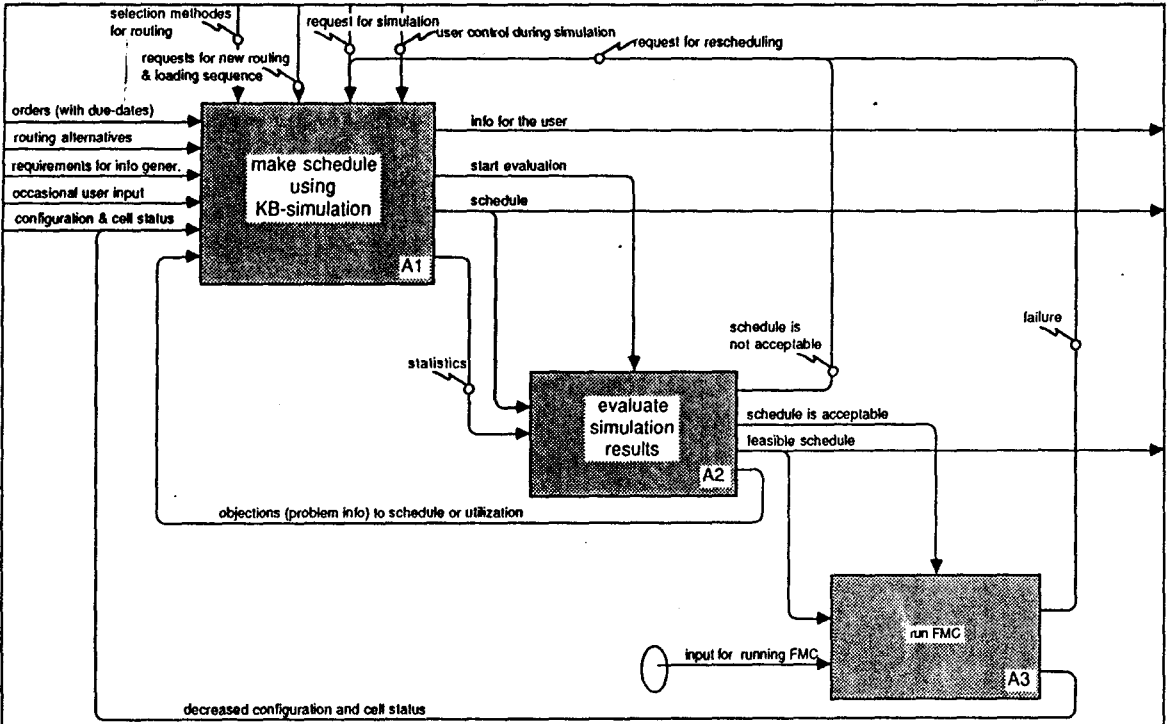 selection methodes
for routing
request for simulation
user control during simulation
request for rescheduling
requests for new routing
& loading sequence
orders (with due-dates)
routing alternatives
requirements for info gener.
occasional user input
configuration & cell status
make schedule
using
KB-simulation
A1
info for the user
start evaluation
schedule
statistics
schedule is
not acceptable
failure
evaluate
simulation
results
A2
schedule is acceptable
feasible schedule
objections (problem info) to schedule or utilization
run FMC
A3
input for running FMC
decreased configuration and cell status